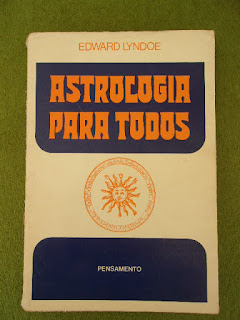 EDWARD LYNDOE
ASTROLOGIA
PARA TODOS
PENSAMENTO